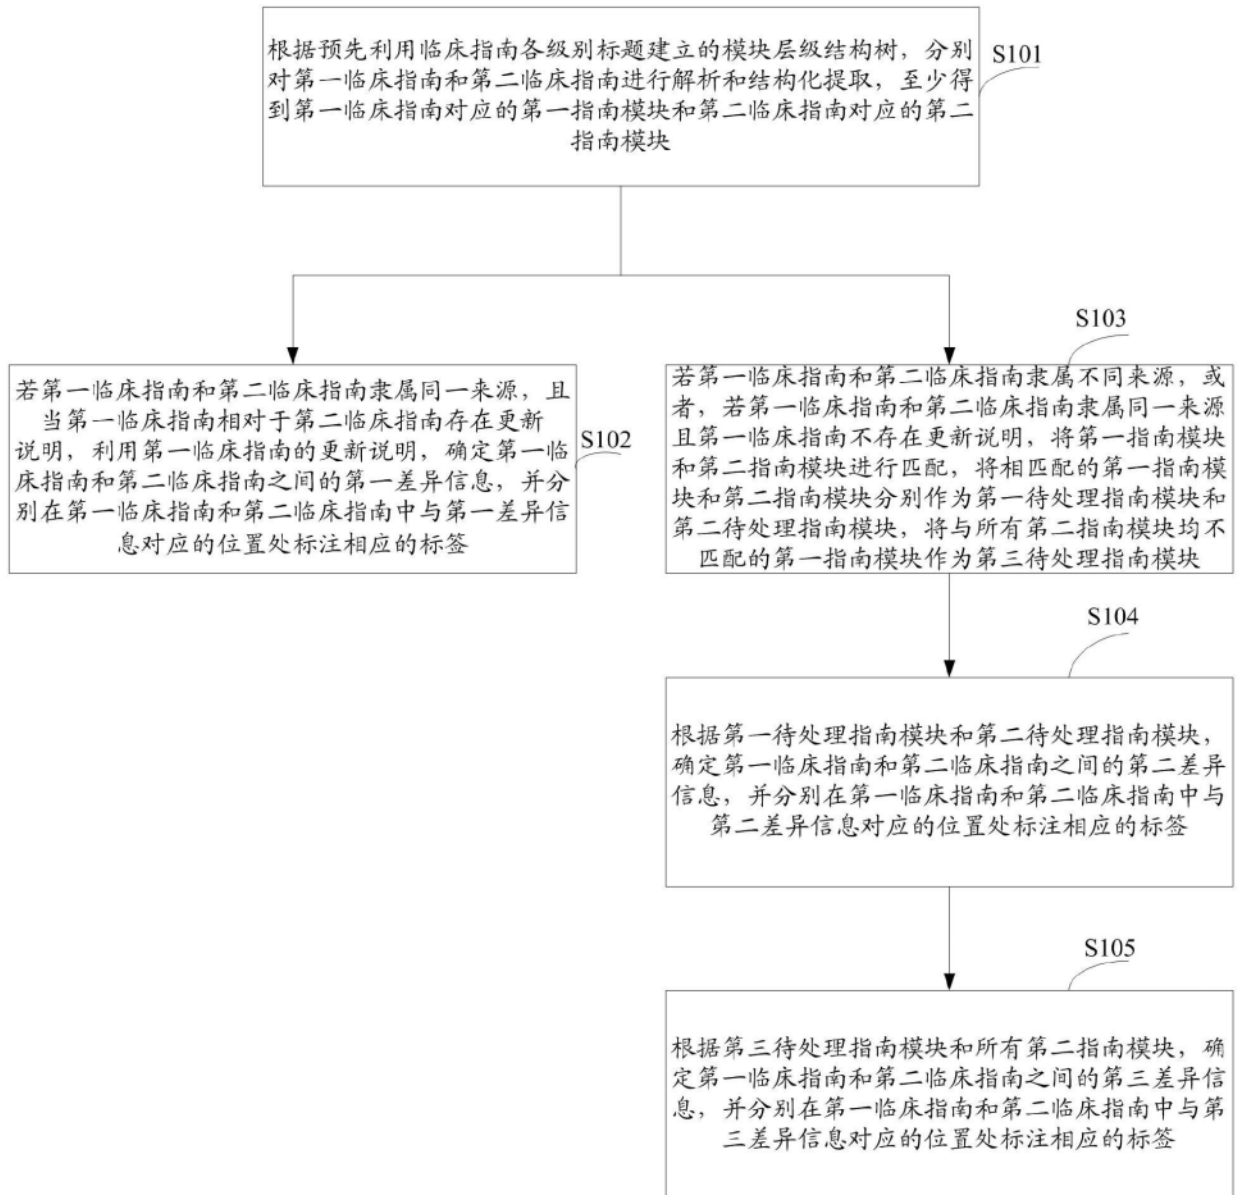 根据预先利用临床指南各级别标题建立的模块层级结构树，分别
对第一临床指南和第二临床指南进行解析和结构化提取，至少得
到第一临床指南对应的第一指南模块和第二临床指南对应的第二
指南模块
S101
若第一临床指南和第二临床指南隶属同一来源，且
当第一临床指南相对于第二临床指南存在更新
说明，利用第一临床指南的更新说明，确定第一临
床指南和第二临床指南之间的第一差异信息，并分
别在第一临床指南和第二临床指南中与第一差异信
息对应的位置处标注相应的标签
S102
S103
若第一临床指南和第二临床指南隶属不同来源，或
者，若第一临床指南和第二临床指南隶属同一来源
且第一临床指南不存在更新说明，将第一指南模块
和第二指南模块进行匹配，将相匹配的第一指南模
块和第二指南模块分别作为第一待处理指南模块和
第二待处理指南模块，将与所有第二指南模块均不
匹配的第一指南模块作为第三待处理指南模块
S104
根据第一待处理指南模块和第二待处理指南模块，
确定第一临床指南和第二临床指南之间的第二差异
信息，并分别在第一临床指南和第二临床指南中与
第二差异信息对应的位置处标注相应的标签
S105
根据第三待处理指南模块和所有第二指南模块，确
定第一临床指南和第二临床指南之间的第三差异信
息，并分别在第一临床指南和第二临床指南中与第
三差异信息对应的位置处标注相应的标签